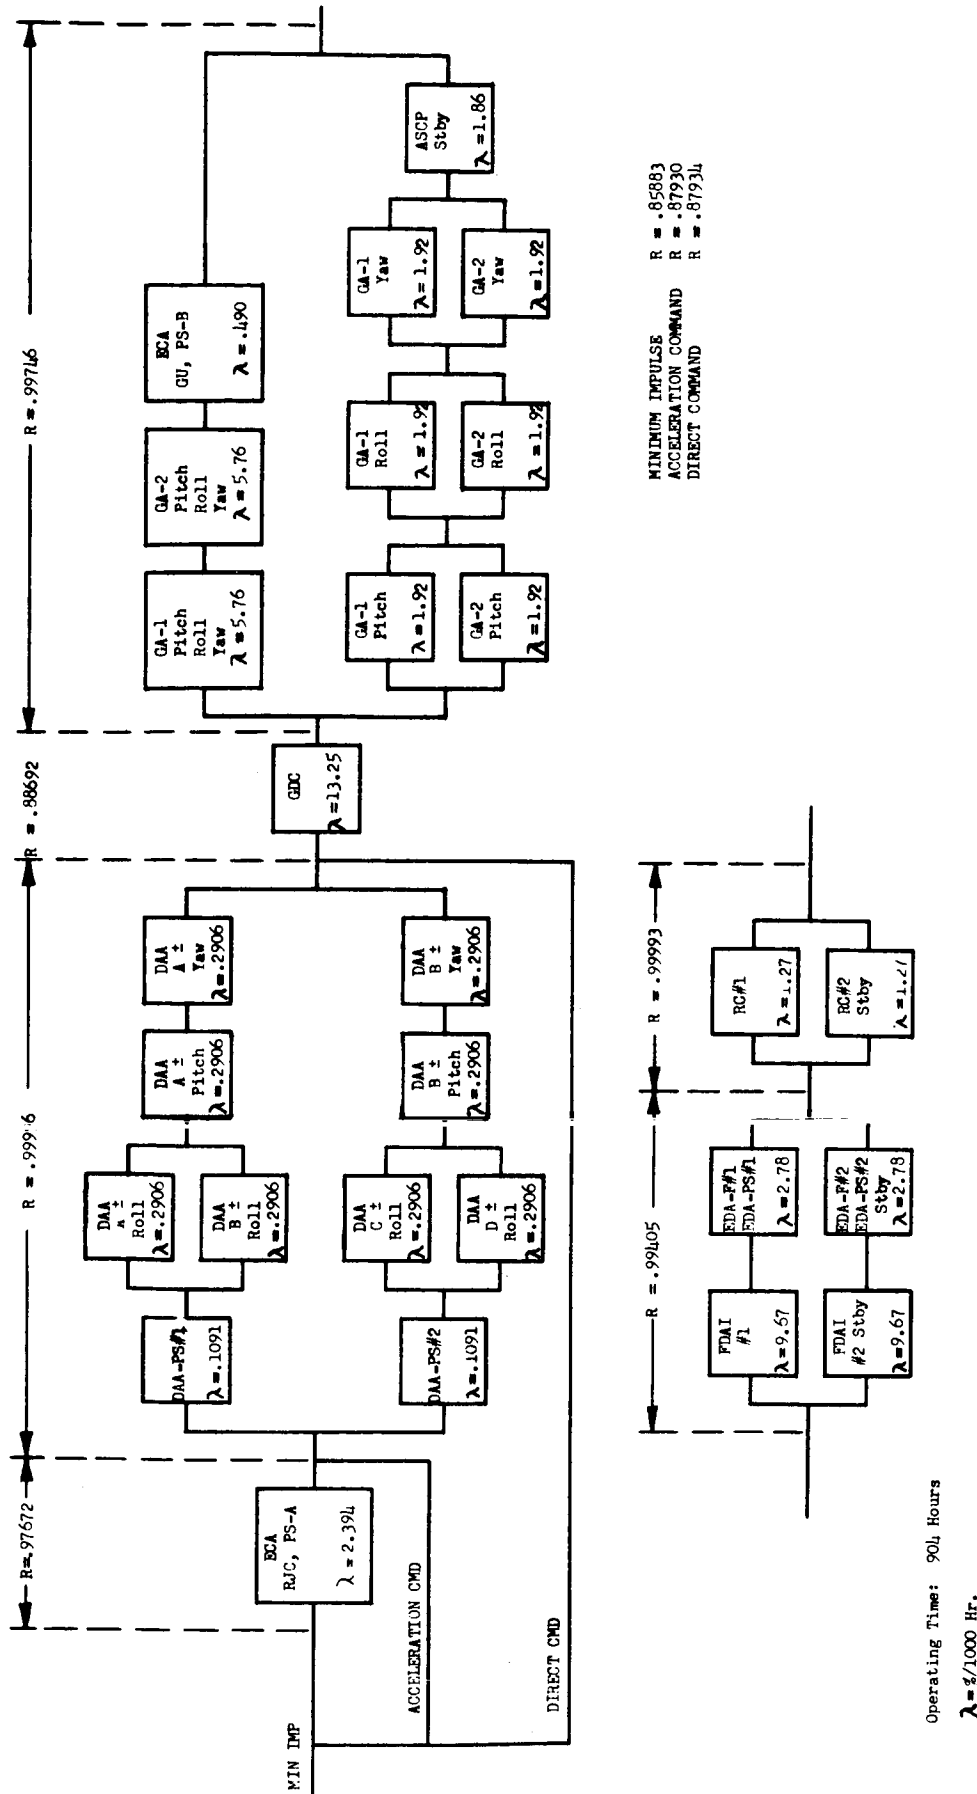 R=.97672
R = .99996
R = .88692
R = .99746
MIN IMP
ECA
RJC, PS-A
λ = 2.394
ACCELERATION CMD
DIRECT CMD
DAA-PS#1
λ=.1091
DAA
A ±
Roll
λ=.2906
DAA
B ±
Roll
λ=.2906
DAA
A ±
Pitch
λ=.2906
DAA
A ±
Yaw
λ=.2906
DAA-PS#2
λ=.1091
DAA
C ±
Roll
λ=.2906
DAA
D ±
Roll
λ=.2906
DAA
B ±
Pitch
λ=.2906
DAA
B ±
Yaw
λ=.2906
GDC
λ=13.25
GA-1
Pitch
Roll
Yaw
λ=5.76
GA-2
Pitch
Roll
Yaw
λ=5.76
ECA
GU, PS-B
λ=.490
GA-1
Pitch
λ=1.92
GA-2
Pitch
λ=1.92
GA-1
Roll
λ=1.92
GA-2
Roll
λ=1.92
GA-1
Yaw
λ=1.92
GA-2
Yaw
λ=1.92
ASCP
Stby
λ=1.86
R = .99405
R = .99993
FDAI
#1
λ=9.67
FDAI
#2 Stby
λ=9.67
EDA-F#1
EDA-PS#1
λ=2.78
EDA-F#2
EDA-PS#2
Stby
λ=2.78
RC#1
λ=1.27
RC#2
Stby
λ=1.27
MINIMUM IMPULSE R = .85883
ACCELERATION COMMAND R = .87930
DIRECT COMMAND R = .87934
Operating Time: 904 Hours
λ=%/1000 Hr.